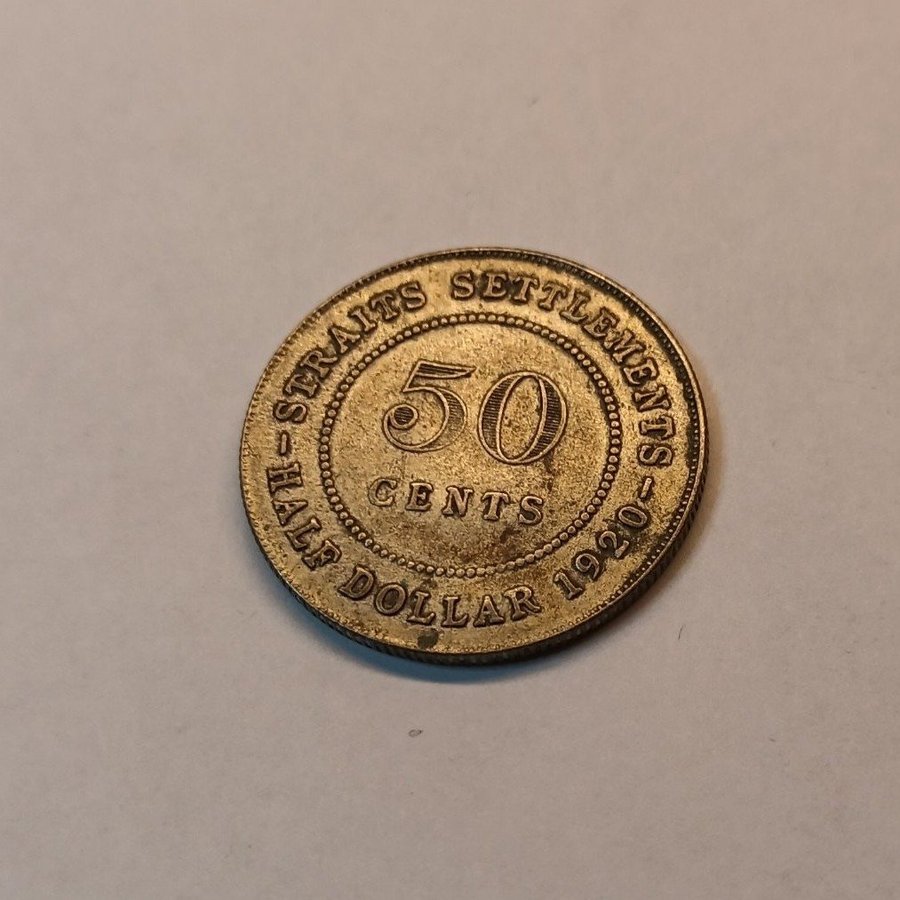 STRAITS SETTLEMENTS
50
CENTS
HALF DOLLAR 1920